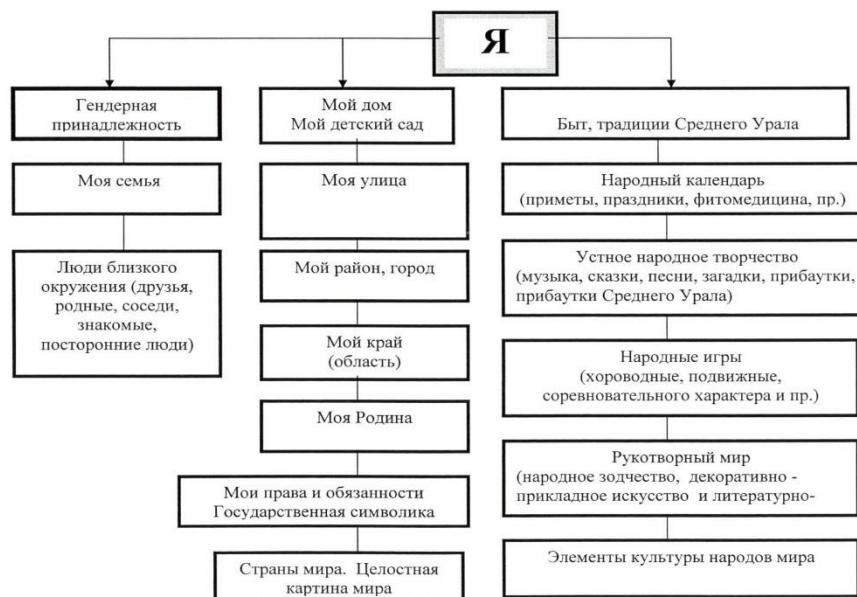 Я
Гендерная
принадлежность
Моя семья
Люди близкого
окружения (друзья,
родные, соседи,
знакомые,
посторонние люди)
Мой дом
Мой детский сад
Моя улица
Мой район, город
Мой край
(область)
Моя Родина
Мои права и обязанности
Государственная символика
Страны мира. Целостная
картина мира
Быт, традиции Среднего Урала
Народный календарь
(приметы, праздники, фитомедицина, пр.)
Устное народное творчество
(музыка, сказки, песни, загадки, прибаутки,
прибаутки Среднего Урала)
Народные игры
(хороводные, подвижные,
соревновательного характера и пр.)
Рукотворный мир
(народное зодчество, декоративно -
прикладное искусство и литературно-
Элементы культуры народов мира